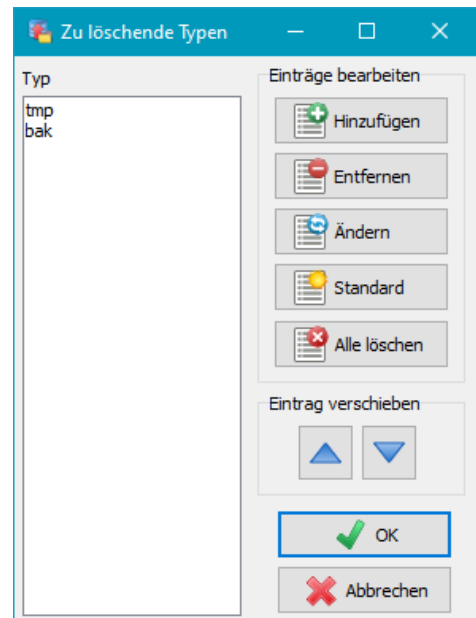 Zu löschende Typen
Typ
tmp
bak
Einträge bearbeiten
Hinzufügen
Entfernen
Ändern
Standard
Alle löschen
Eintrag verschieben
OK
Abbrechen